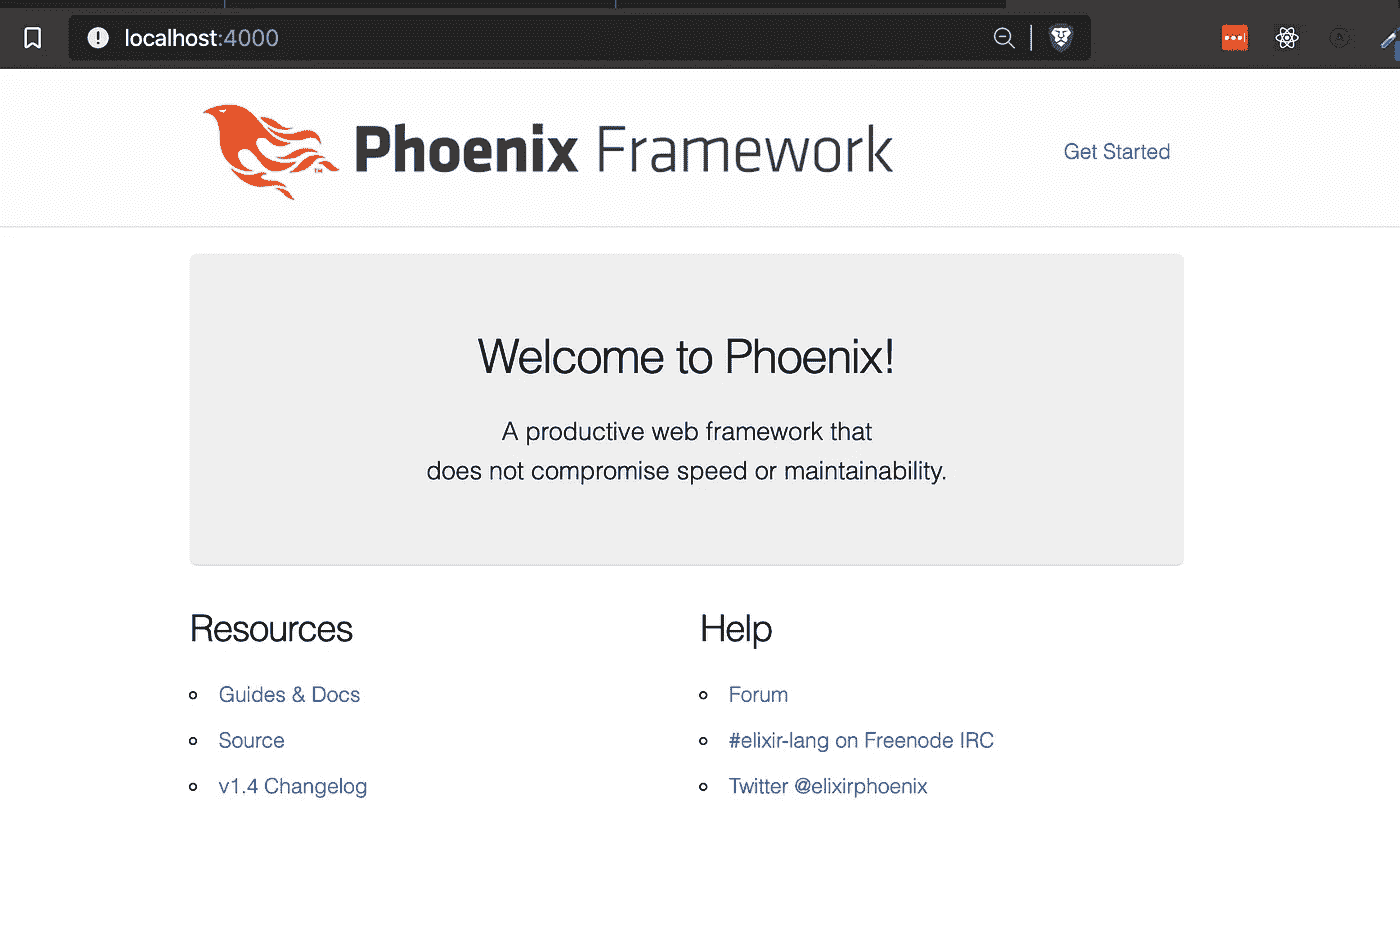 localhost:4000
Phoenix Framework
Get Started
Welcome to Phoenix!
A productive web framework that
does not compromise speed or maintainability.
Resources
Help
Guides & Docs
Forum
Source
#elixir-lang on Freenode IRC
v1.4 Changelog
Twitter @elixirphoenix